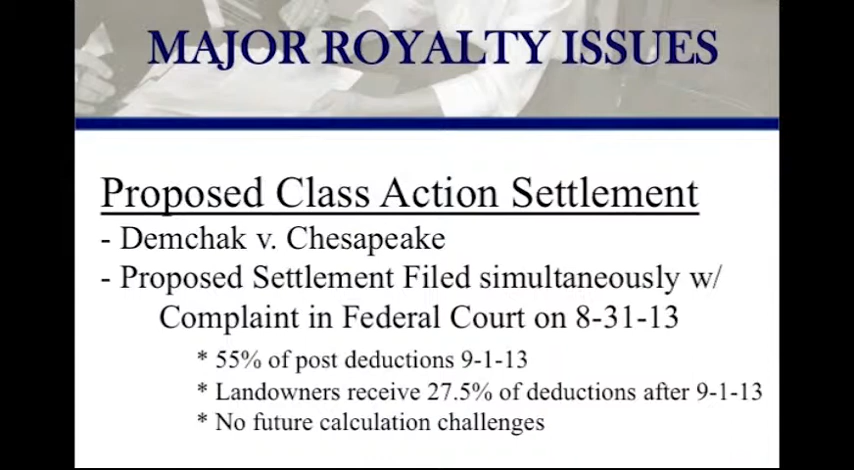 MAJOR ROYALTY ISSUES
Proposed Class Action Settlement
- Demchak v. Chesapeake
- Proposed Settlement Filed simultaneously w/
Complaint in Federal Court on 8-31-13
* 55% of post deductions 9-1-13
* Landowners receive 27.5% of deductions after 9-1-13
* No future calculation challenges